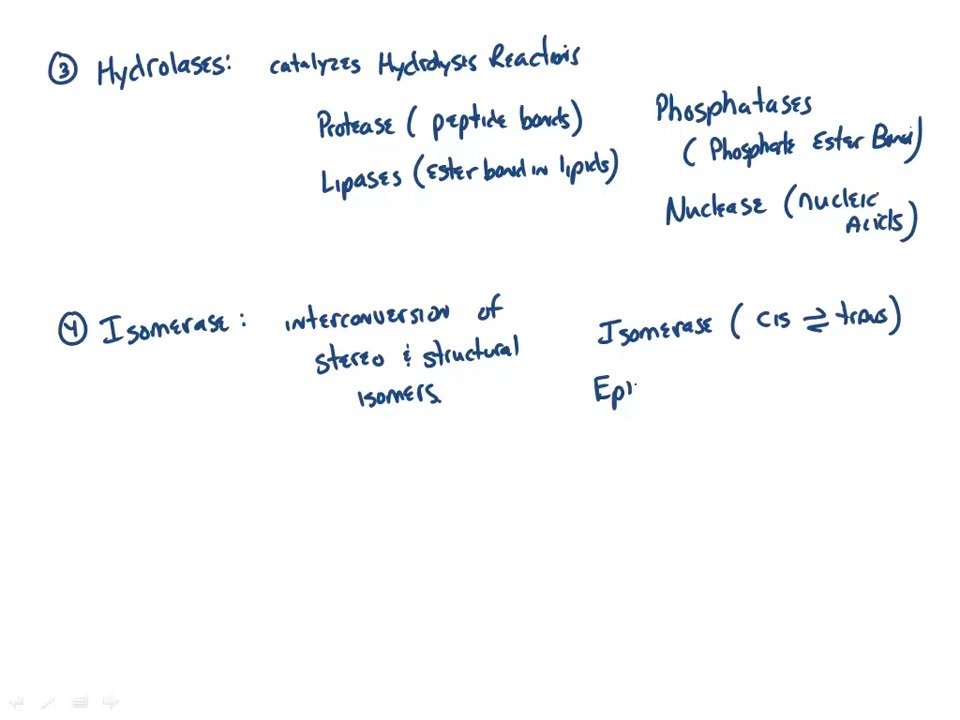 ③ Hydrolases: catalyzes Hydrolysis Reactions
Protease ( peptide bonds)
Lipases (Ester bond in lipids)
Phosphatases
( Phosphate Ester Bond)
Nuclease (nucleic
Acids)
④ Isomerase: interconversion of
stereo & structural
isomers.
Isomerase ( cis ⇌ trans)
Epi